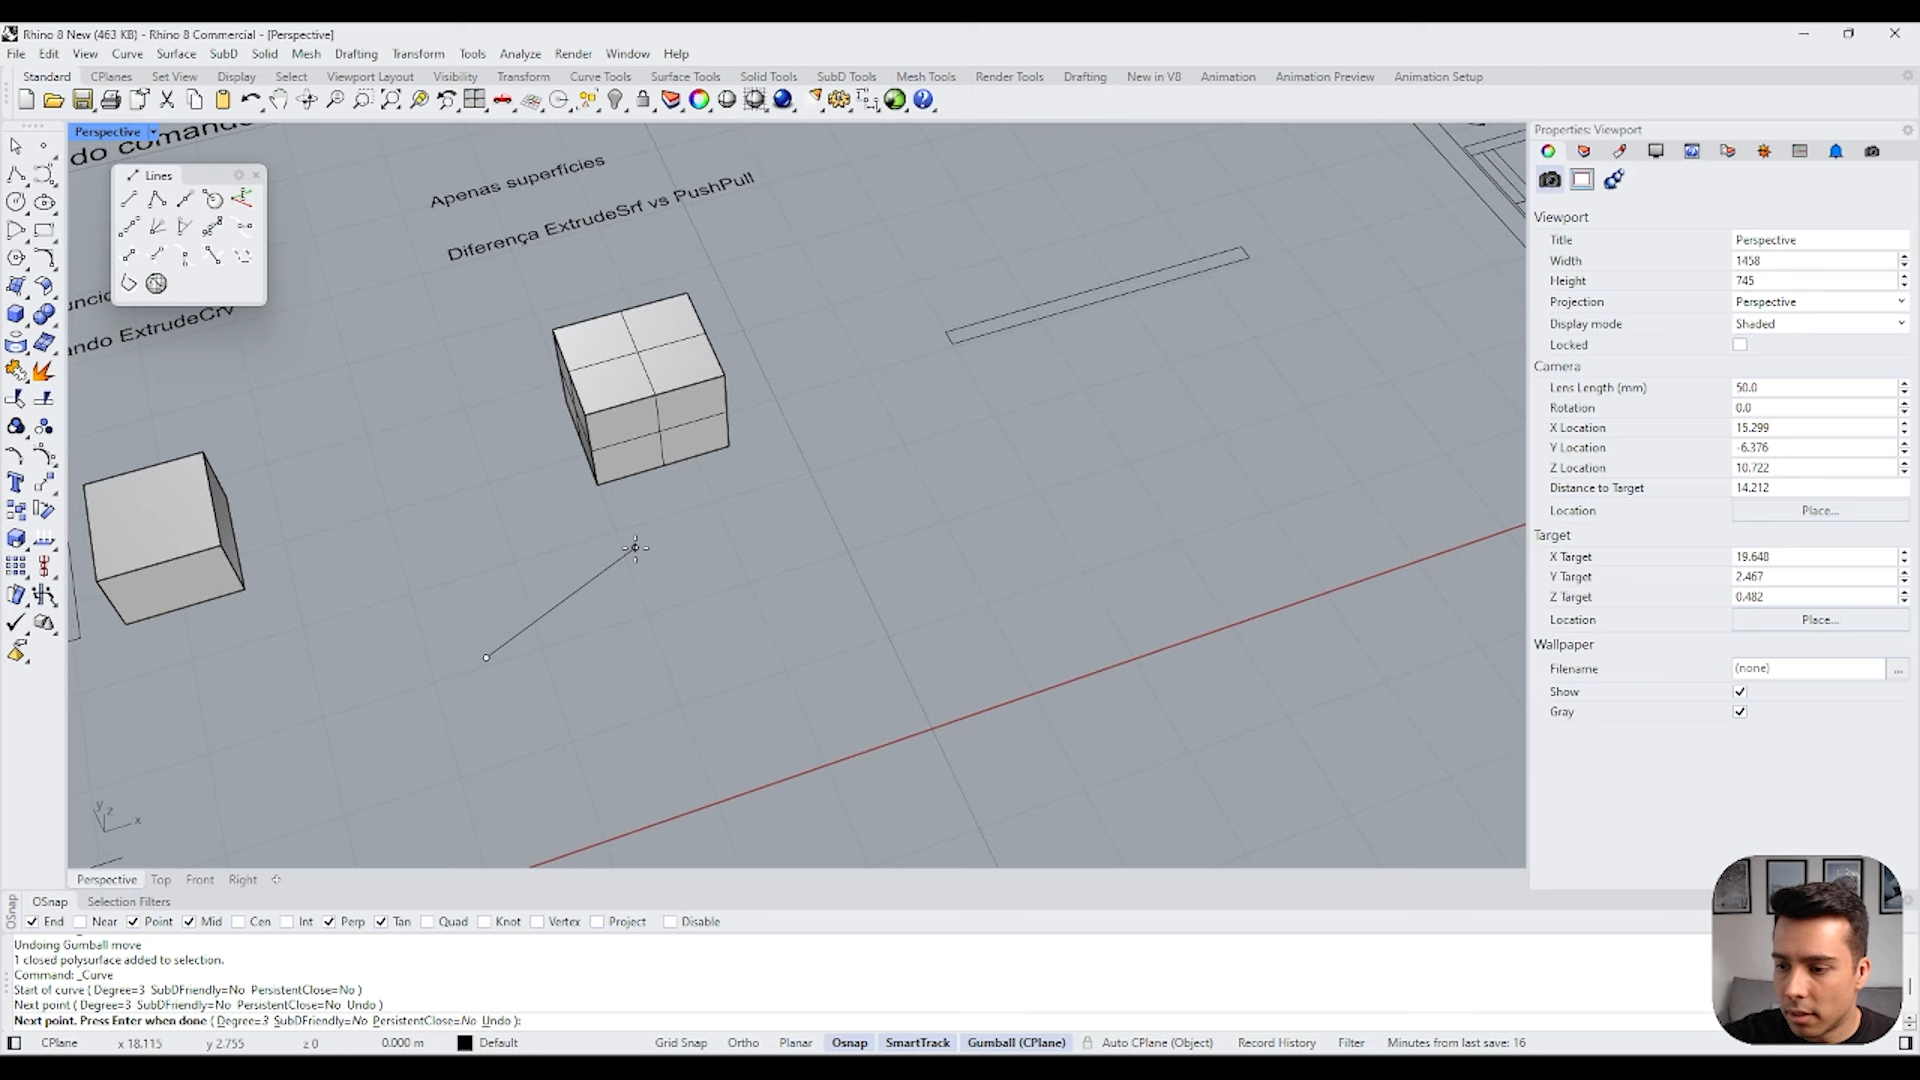 Rhino 8 New (463 KB) - Rhino 8 Commercial - [Perspective]
File Edit View Curve Surface SubD Solid Mesh Drafting Transform Tools Analyze Render Window Help
Standard CPlanes Set View Display Select Viewport Layout Visibility Transform Curve Tools Surface Tools Solid Tools SubD Tools Mesh Tools Render Tools Drafting New in V8 Animation Animation Preview Animation Setup
Perspective
do comando
Lines
Apenas superfícies
Diferença ExtrudeSrf vs PushPull
ando ExtrudeCrv
y z x
Properties: Viewport
Viewport
Title Perspective
Width 1458
Height 745
Projection Perspective
Display mode Shaded
Locked
Camera
Lens Length (mm) 50.0
Rotation 0.0
X Location 15.299
Y Location -6.376
Z Location 10.722
Distance to Target 14.212
Location Place...
Target
X Target 19.648
Y Target 2.467
Z Target 0.482
Location Place...
Wallpaper
Filename (none) ...
Show
Gray
Perspective Top Front Right
OSnap Selection Filters
OSnap
End Near Point Mid Cen Int Perp Tan Quad Knot Vertex Project Disable
Undoing Gumball move
1 closed polysurface added to selection.
Command: _Curve
Start of curve ( Degree=3 SubDFriendly=No PersistentClose=No )
Next point ( Degree=3 SubDFriendly=No PersistentClose=No Undo )
Next point. Press Enter when done ( Degree=3 SubDFriendly=No PersistentClose=No Undo ):
CPlane x 18.115 y 2.755 z 0 0.000 m Default Grid Snap Ortho Planar Osnap SmartTrack Gumball (CPlane) Auto CPlane (Object) Record History Filter Minutes from last save: 16